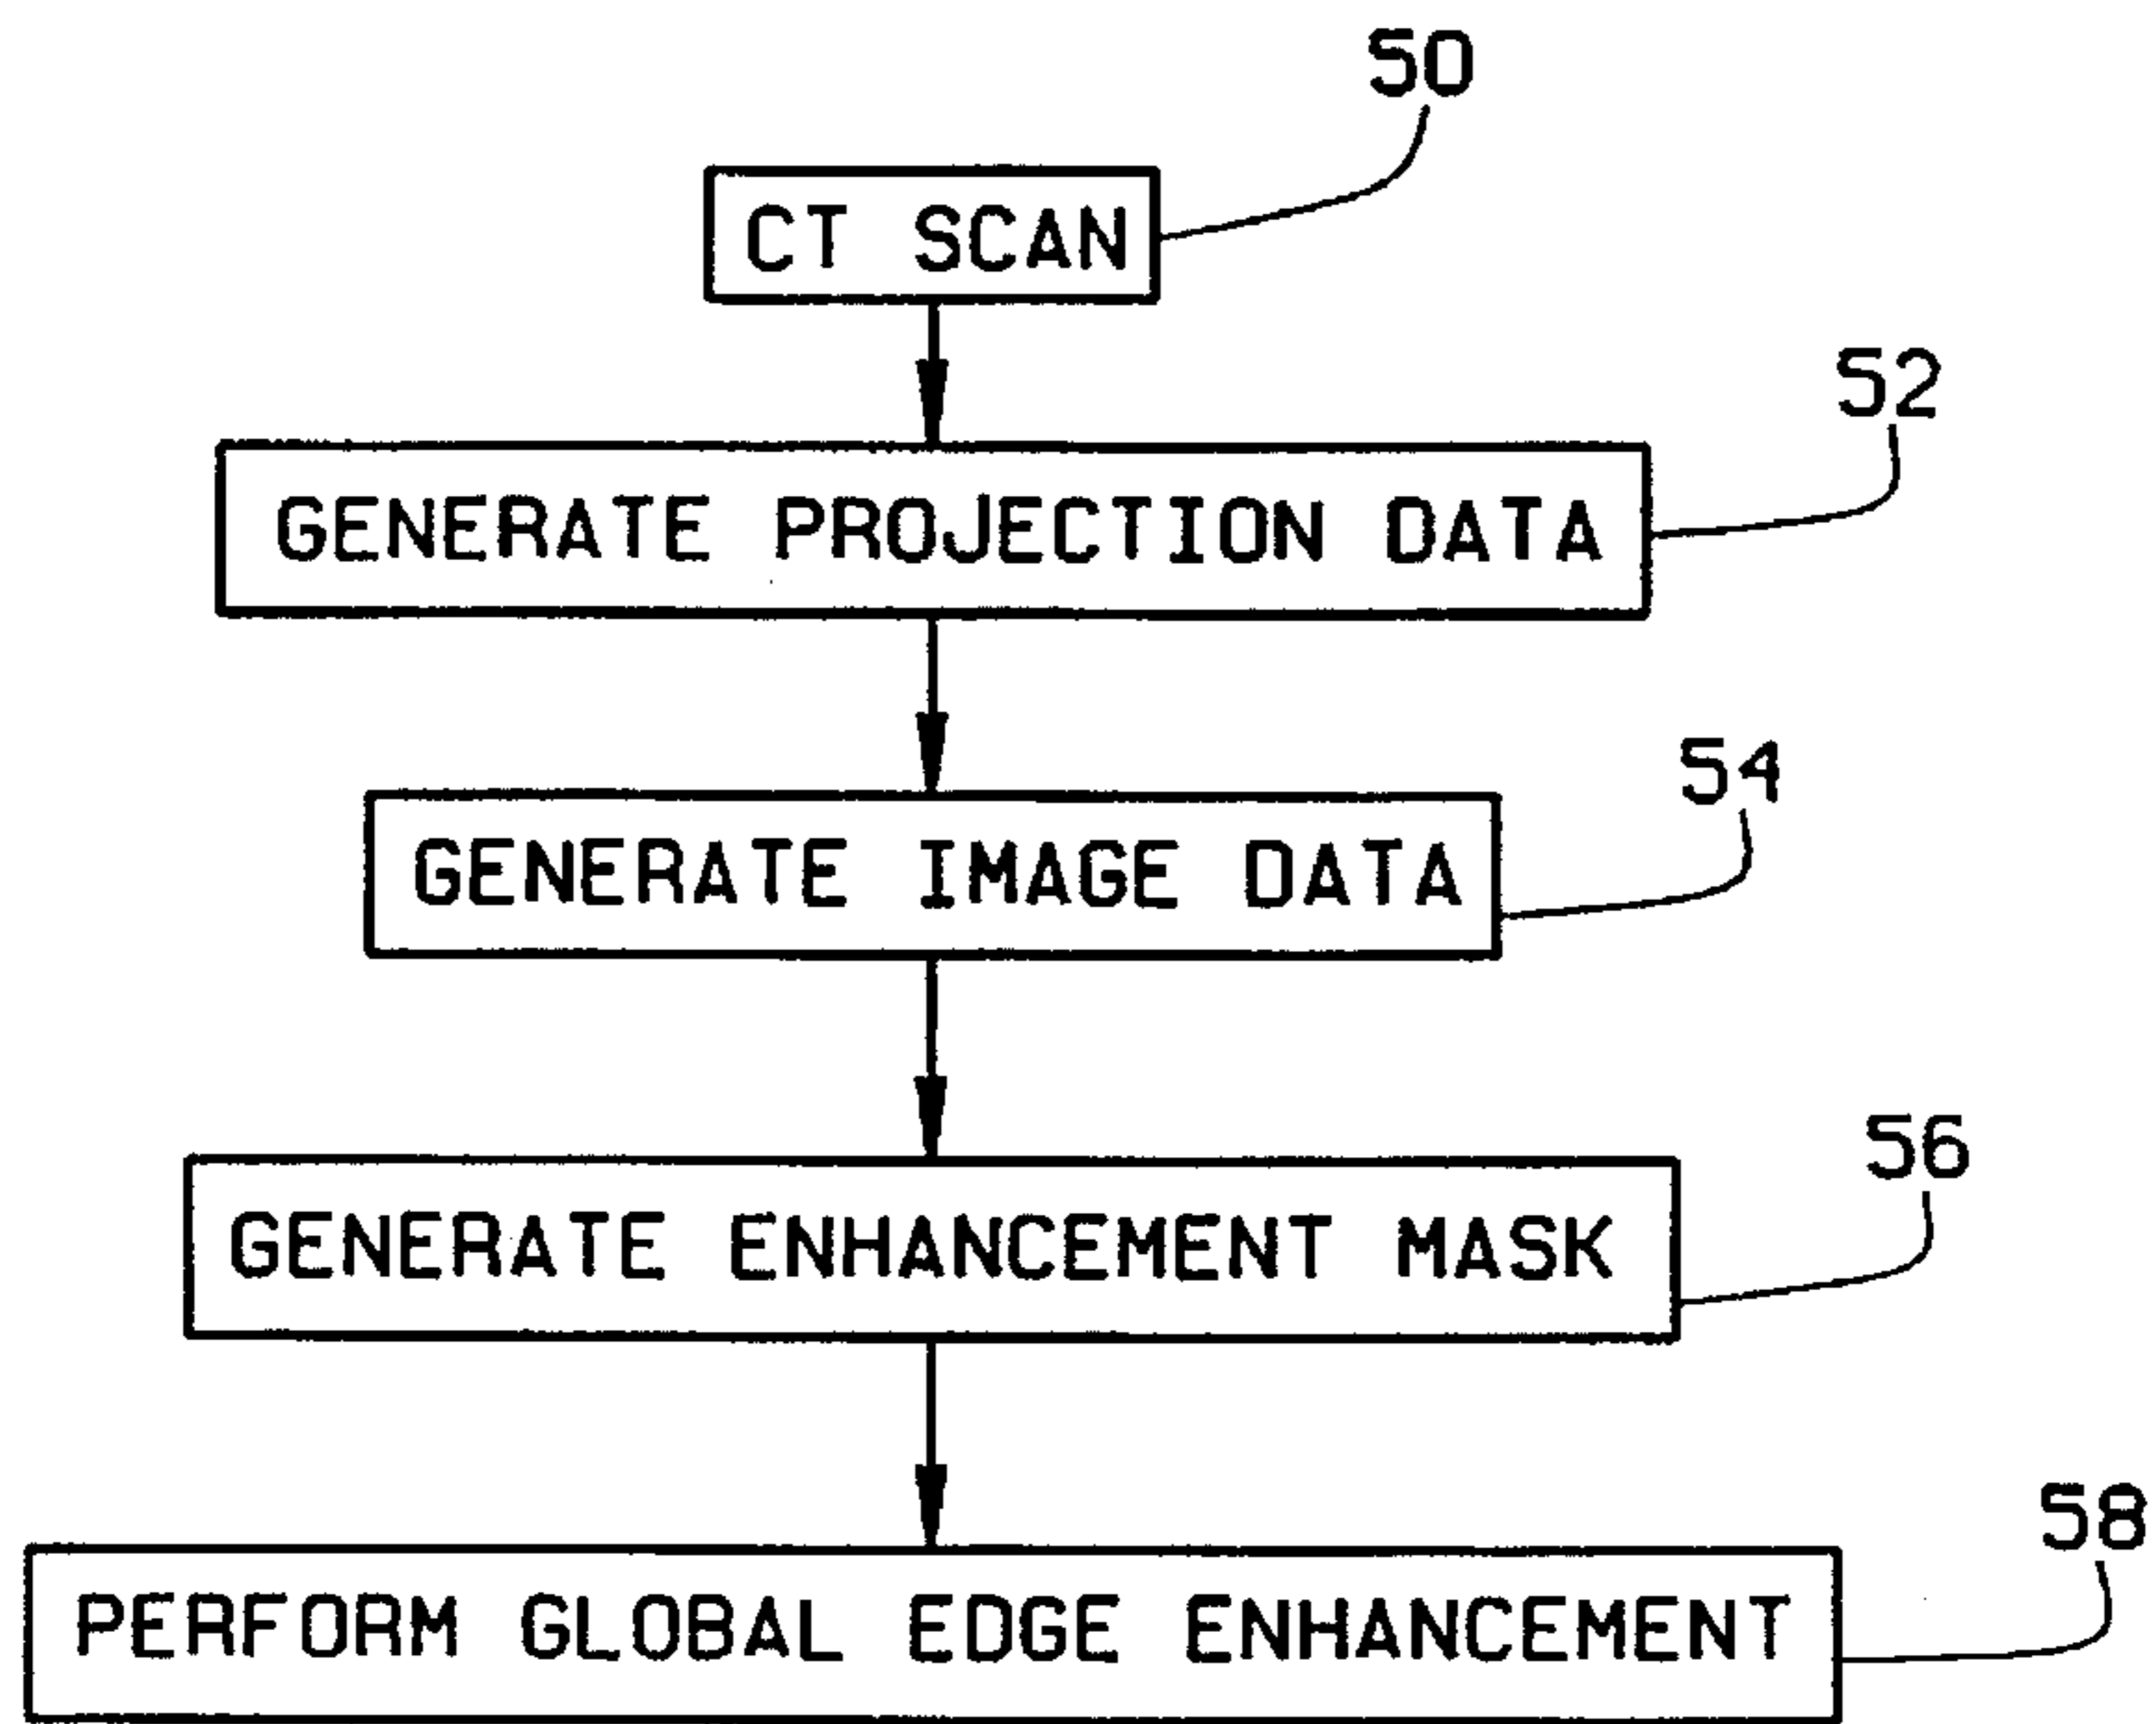 50
CT SCAN
52
GENERATE PROJECTION DATA
54
GENERATE IMAGE DATA
56
GENERATE ENHANCEMENT MASK
58
PERFORM GLOBAL EDGE ENHANCEMENT